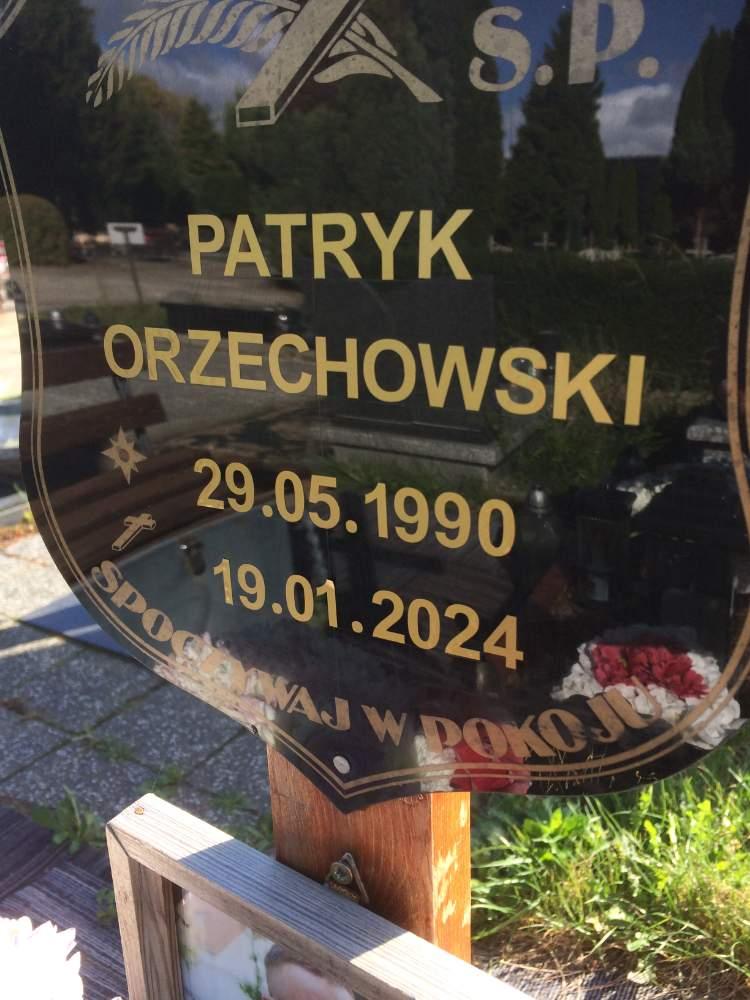 Ś.P.
PATRYK
ORZECHOWSKI
29.05.1990
19.01.2024
SPOCZYWAJ W POKOJU